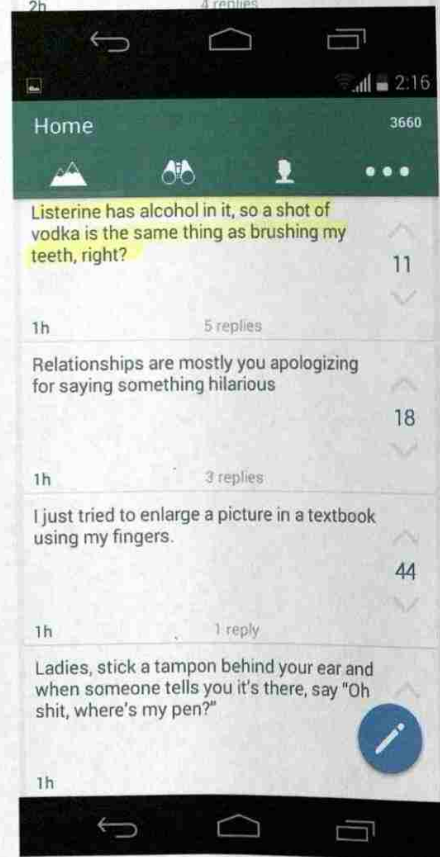 2h 4 replies
2:16
Home 3660
Listerine has alcohol in it, so a shot of
vodka is the same thing as brushing my
teeth, right?
11
1h 5 replies
Relationships are mostly you apologizing
for saying something hilarious
18
1h 3 replies
I just tried to enlarge a picture in a textbook
using my fingers.
44
1h 1 reply
Ladies, stick a tampon behind your ear and
when someone tells you it's there, say "Oh
shit, where's my pen?"
1h